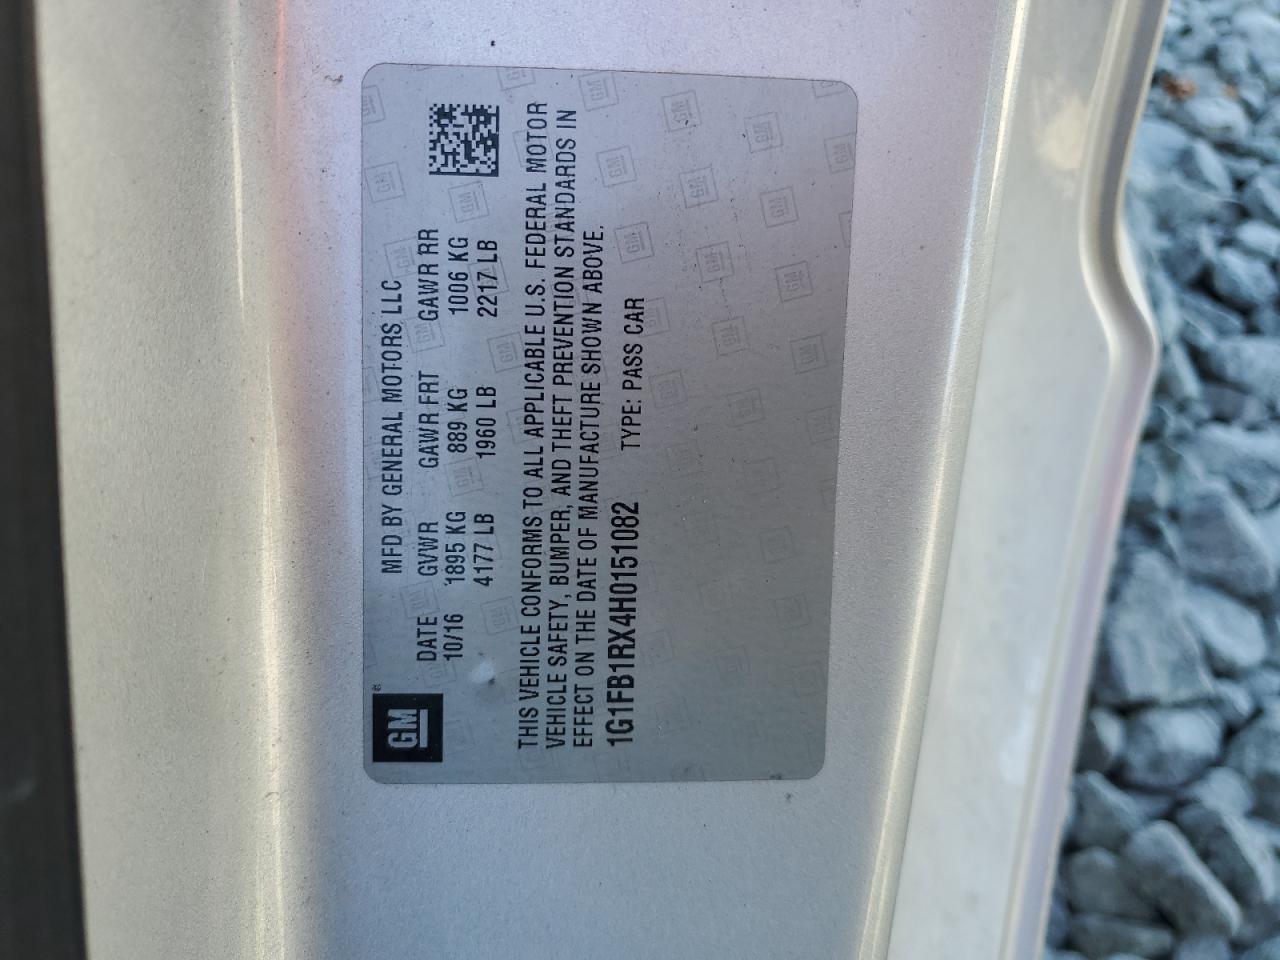 GM®
MFD BY GENERAL MOTORS LLC
DATE GVWR GAWR FRT GAWR RR
10/16 1895 KG 889 KG 1006 KG
4177 LB 1960 LB 2217 LB
THIS VEHICLE CONFORMS TO ALL APPLICABLE U.S. FEDERAL MOTOR
VEHICLE SAFETY, BUMPER, AND THEFT PREVENTION STANDARDS IN
EFFECT ON THE DATE OF MANUFACTURE SHOWN ABOVE.
1G1FB1RX4H0151082 TYPE: PASS CAR